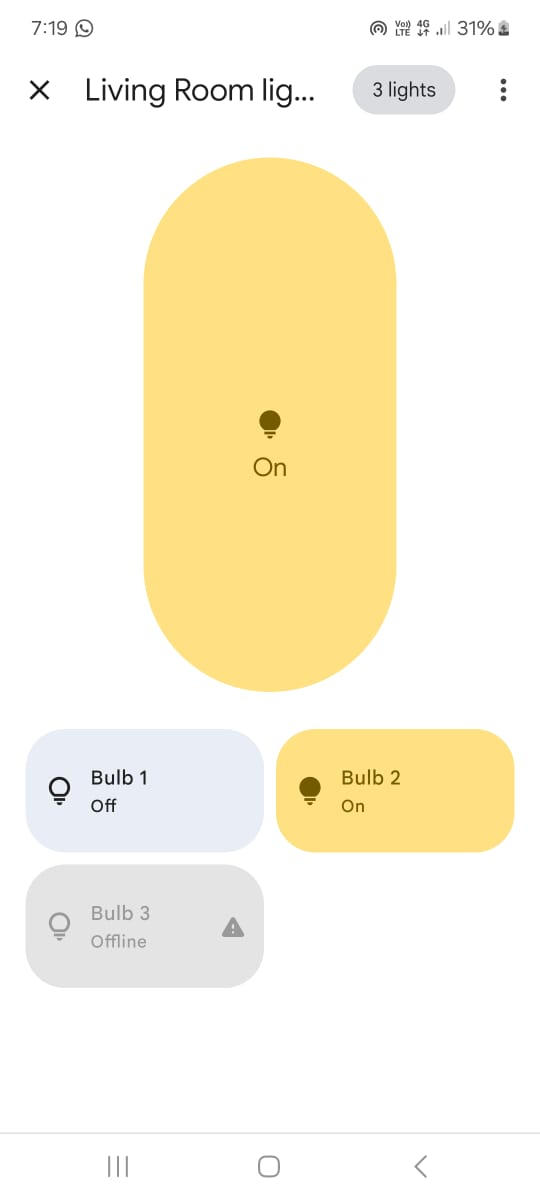 7:19 Vo)) LTE 4G 31%
Living Room lig... 3 lights
On
Bulb 1
Off
Bulb 2
On
Bulb 3
Offline